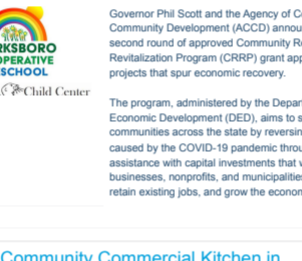 RKSBORO
OPERATIVE
SCHOOL
Child Center
Governor Phil Scott and the Agency of C
Community Development (ACCD) annou
second round of approved Community R
Revitalization Program (CRRP) grant app
projects that spur economic recovery.
The program, administered by the Depar
Economic Development (DED), aims to s
communities across the state by reversin
caused by the COVID-19 pandemic throu
assistance with capital investments that w
businesses, nonprofits, and municipalities
retain existing jobs, and grow the econom
Community Commercial Kitchen in